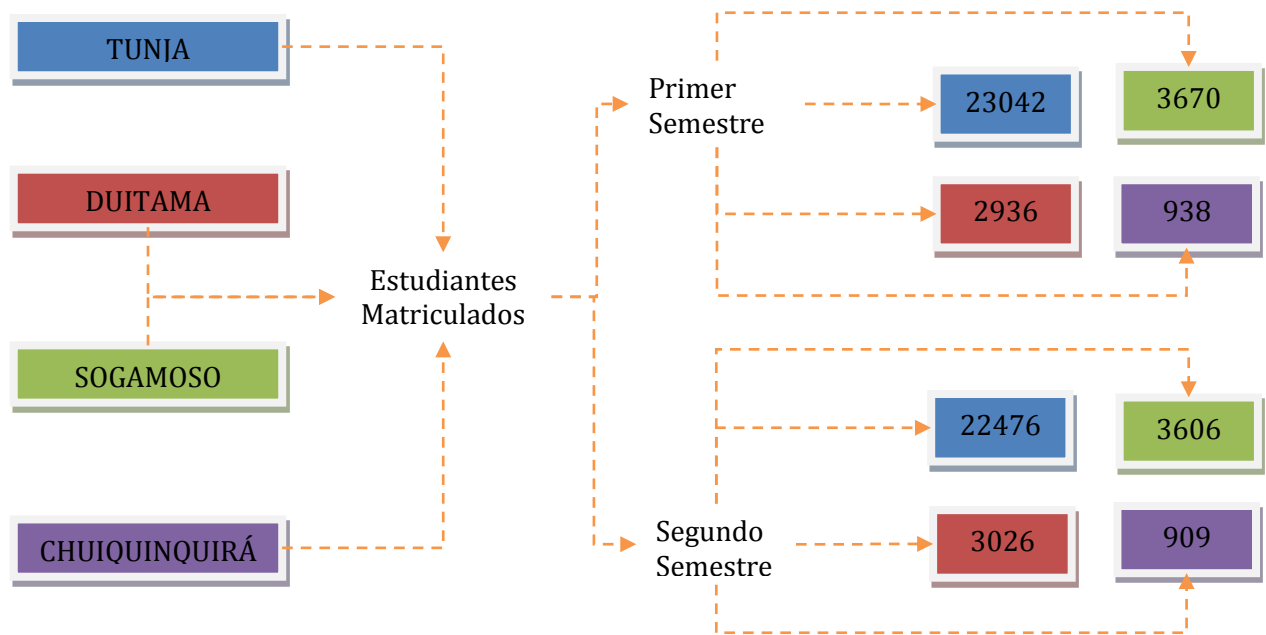 TUNJA
DUITAMA
SOGAMOSO
CHUIQUINQUIRÁ
Estudiantes
Matriculados
Primer
Semestre
23042
3670
2936
938
Segundo
Semestre
22476
3606
3026
909